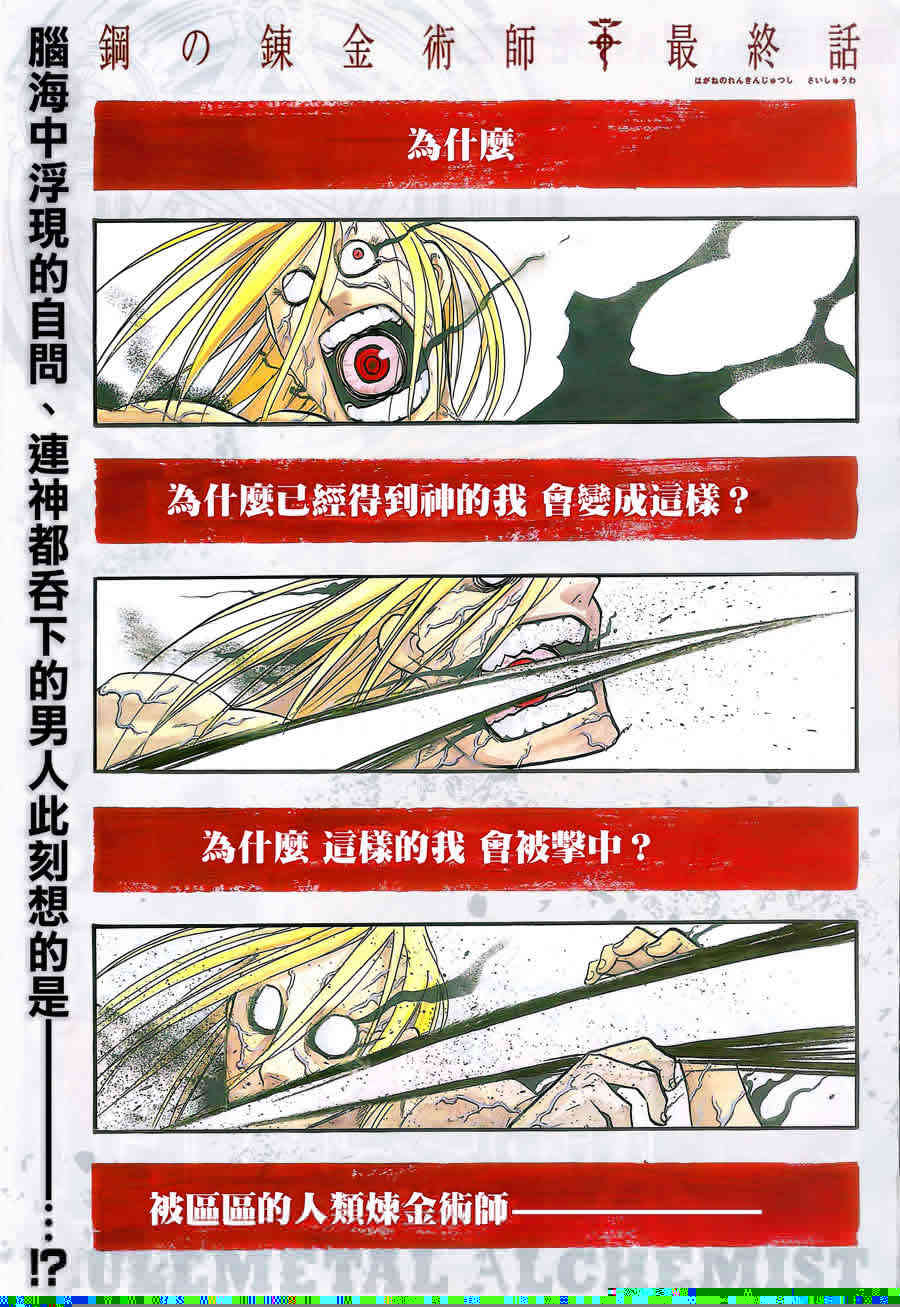 鋼の錬金術師 最終話
はがねのれんきんじゅつし さいしゅうわ
腦海中浮現的自問、連神都吞下的男人此刻想的是———…!?
為什麼
為什麼已經得到神的我 會變成這樣？
為什麼 這樣的我 會被擊中？
被區區的人類煉金術師————
FULLMETAL ALCHEMIST